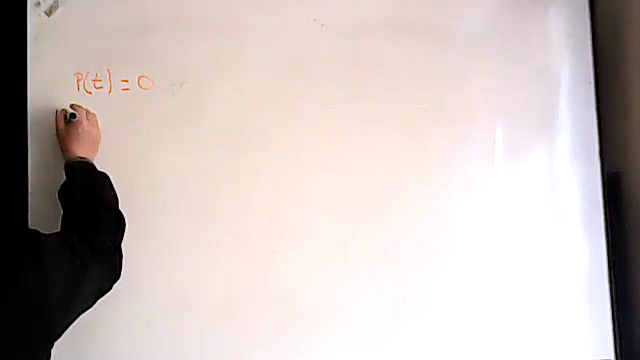 P(t) = 0